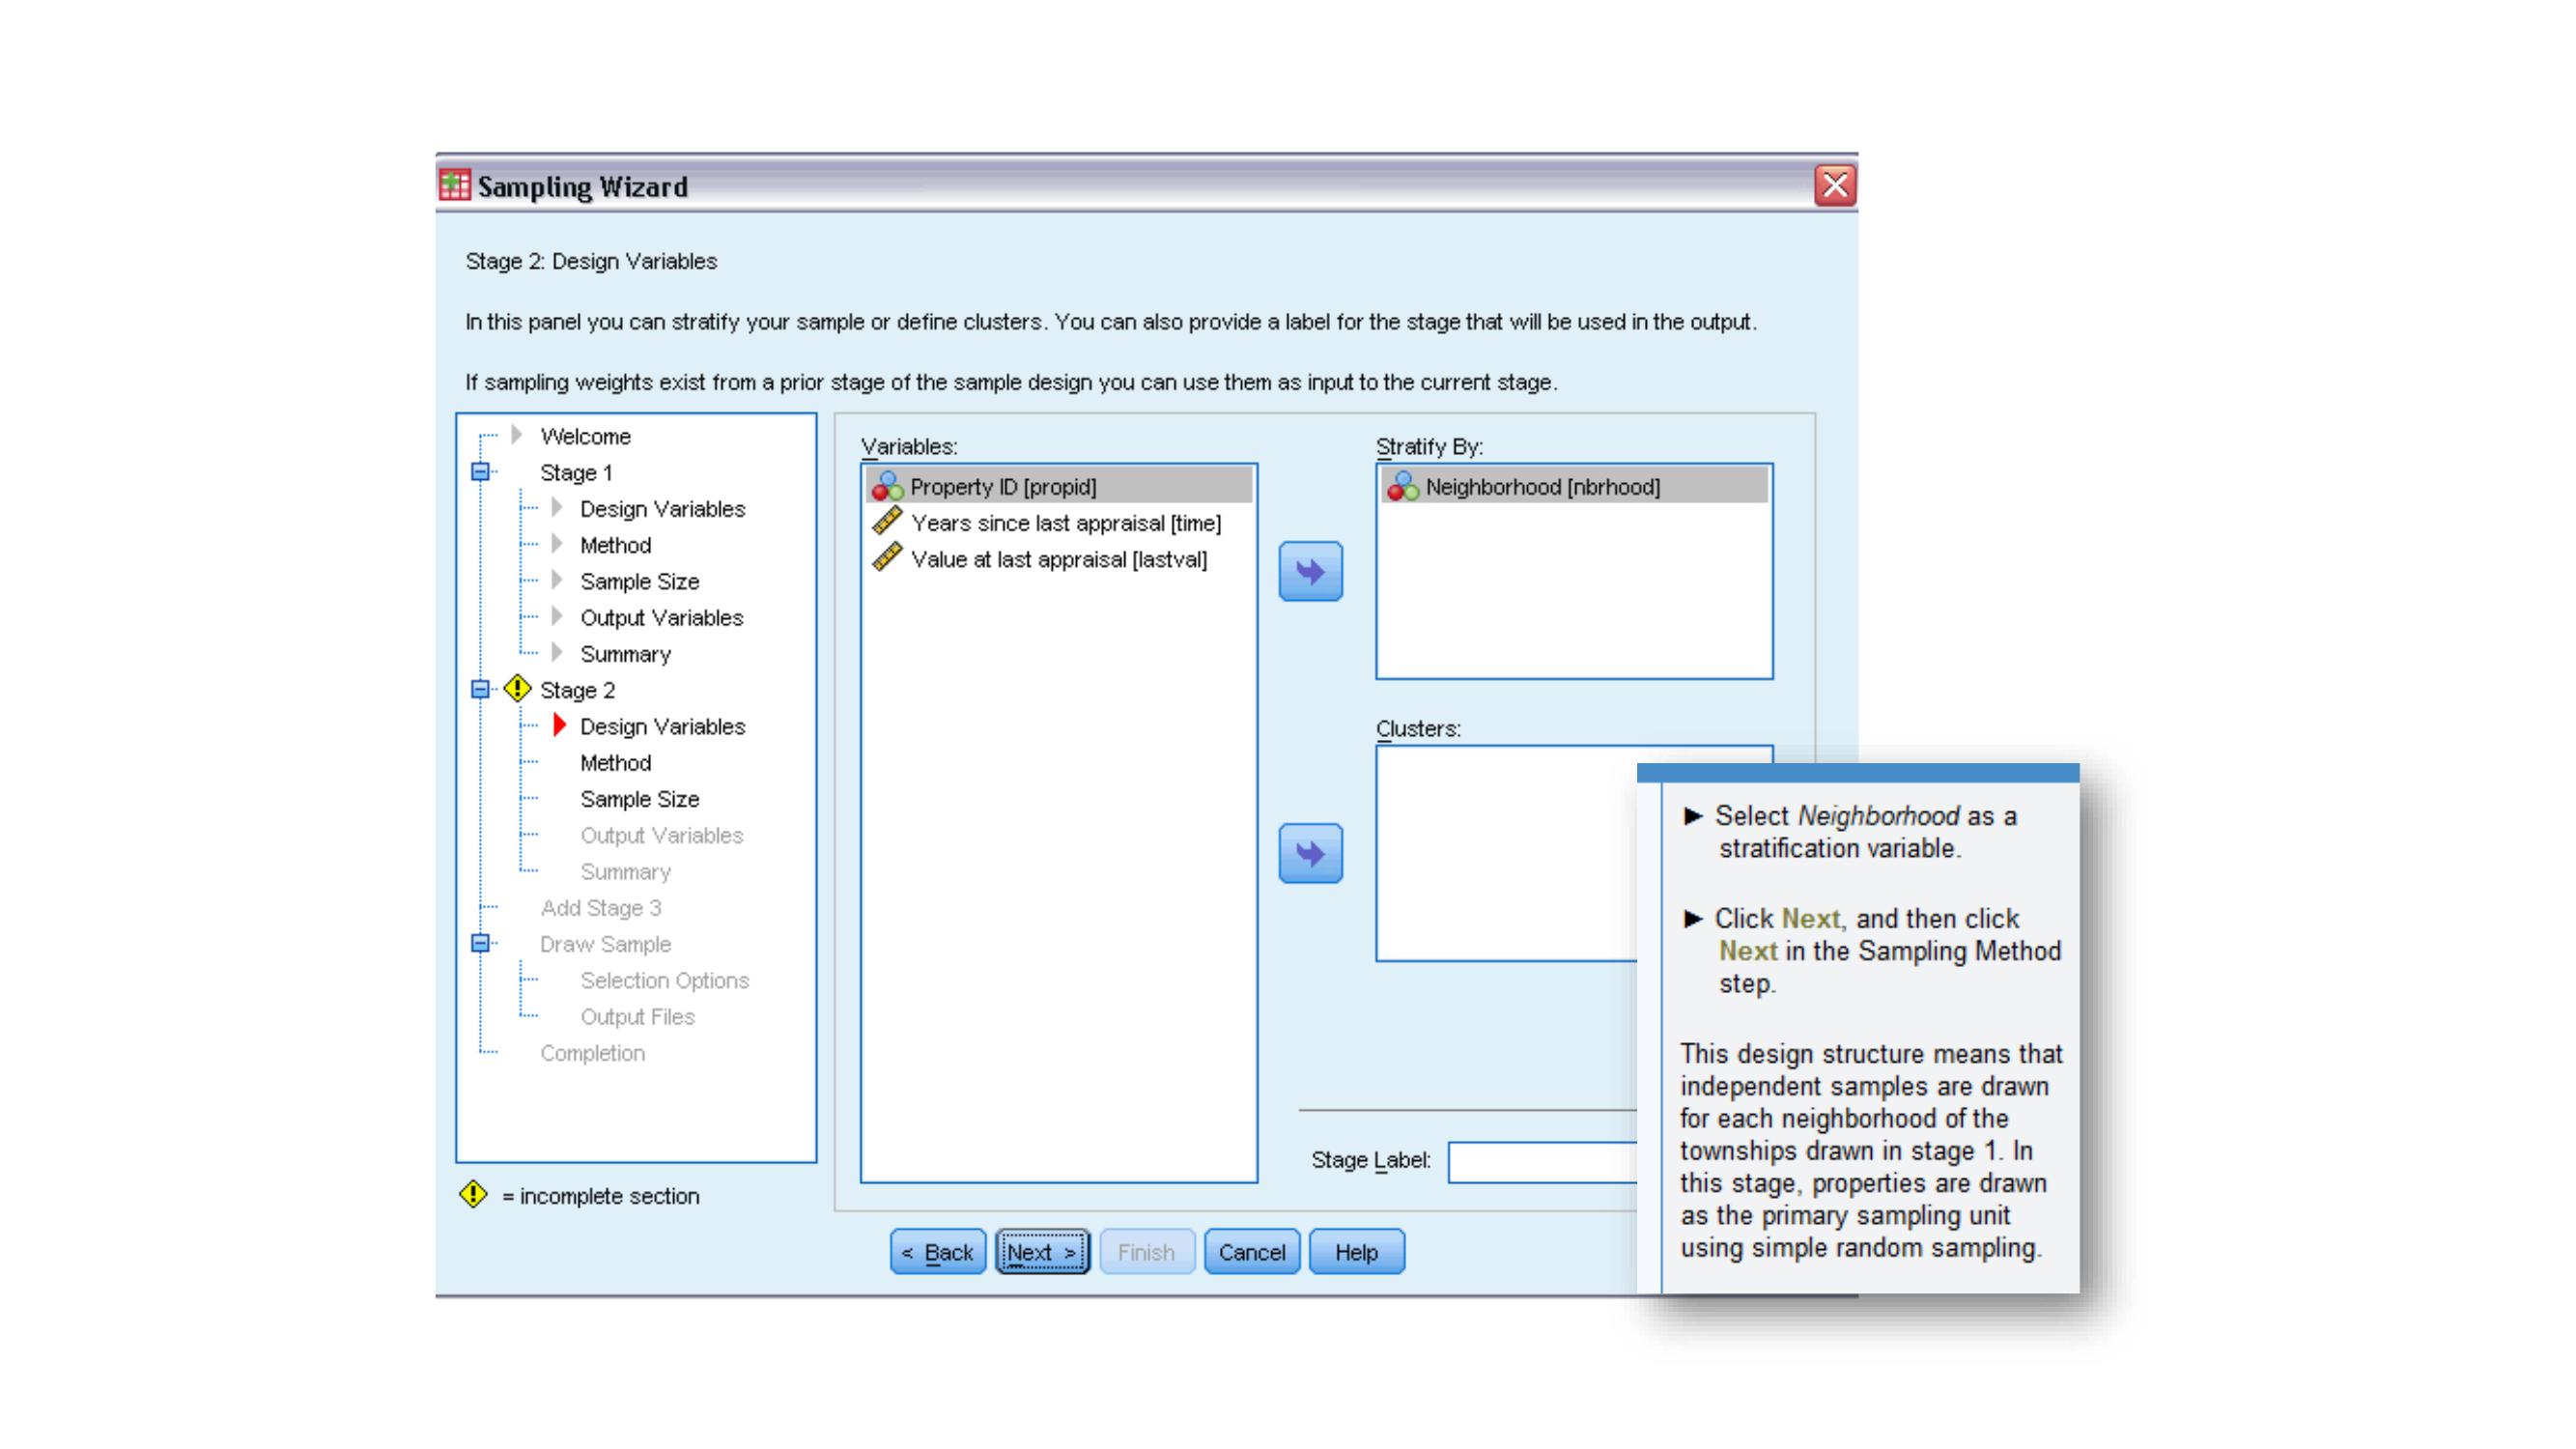 Sampling Wizard
Stage 2: Design Variables
In this panel you can stratify your sample or define clusters. You can also provide a label for the stage that will be used in the output.
If sampling weights exist from a prior stage of the sample design you can use them as input to the current stage.
Welcome
Stage 1
Design Variables
Method
Sample Size
Output Variables
Summary
Stage 2
Design Variables
Method
Sample Size
Output Variables
Summary
Add Stage 3
Draw Sample
Selection Options
Output Files
Completion
= incomplete section
Variables:
Property ID [propid]
Years since last appraisal [time]
Value at last appraisal [lastval]
Stratify By:
Neighborhood [nbrhood]
Clusters:
Stage Label:
< Back
Next >
Finish
Cancel
Help
► Select Neighborhood as a
stratification variable.
► Click Next, and then click
Next in the Sampling Method
step.
This design structure means that
independent samples are drawn
for each neighborhood of the
townships drawn in stage 1. In
this stage, properties are drawn
as the primary sampling unit
using simple random sampling.